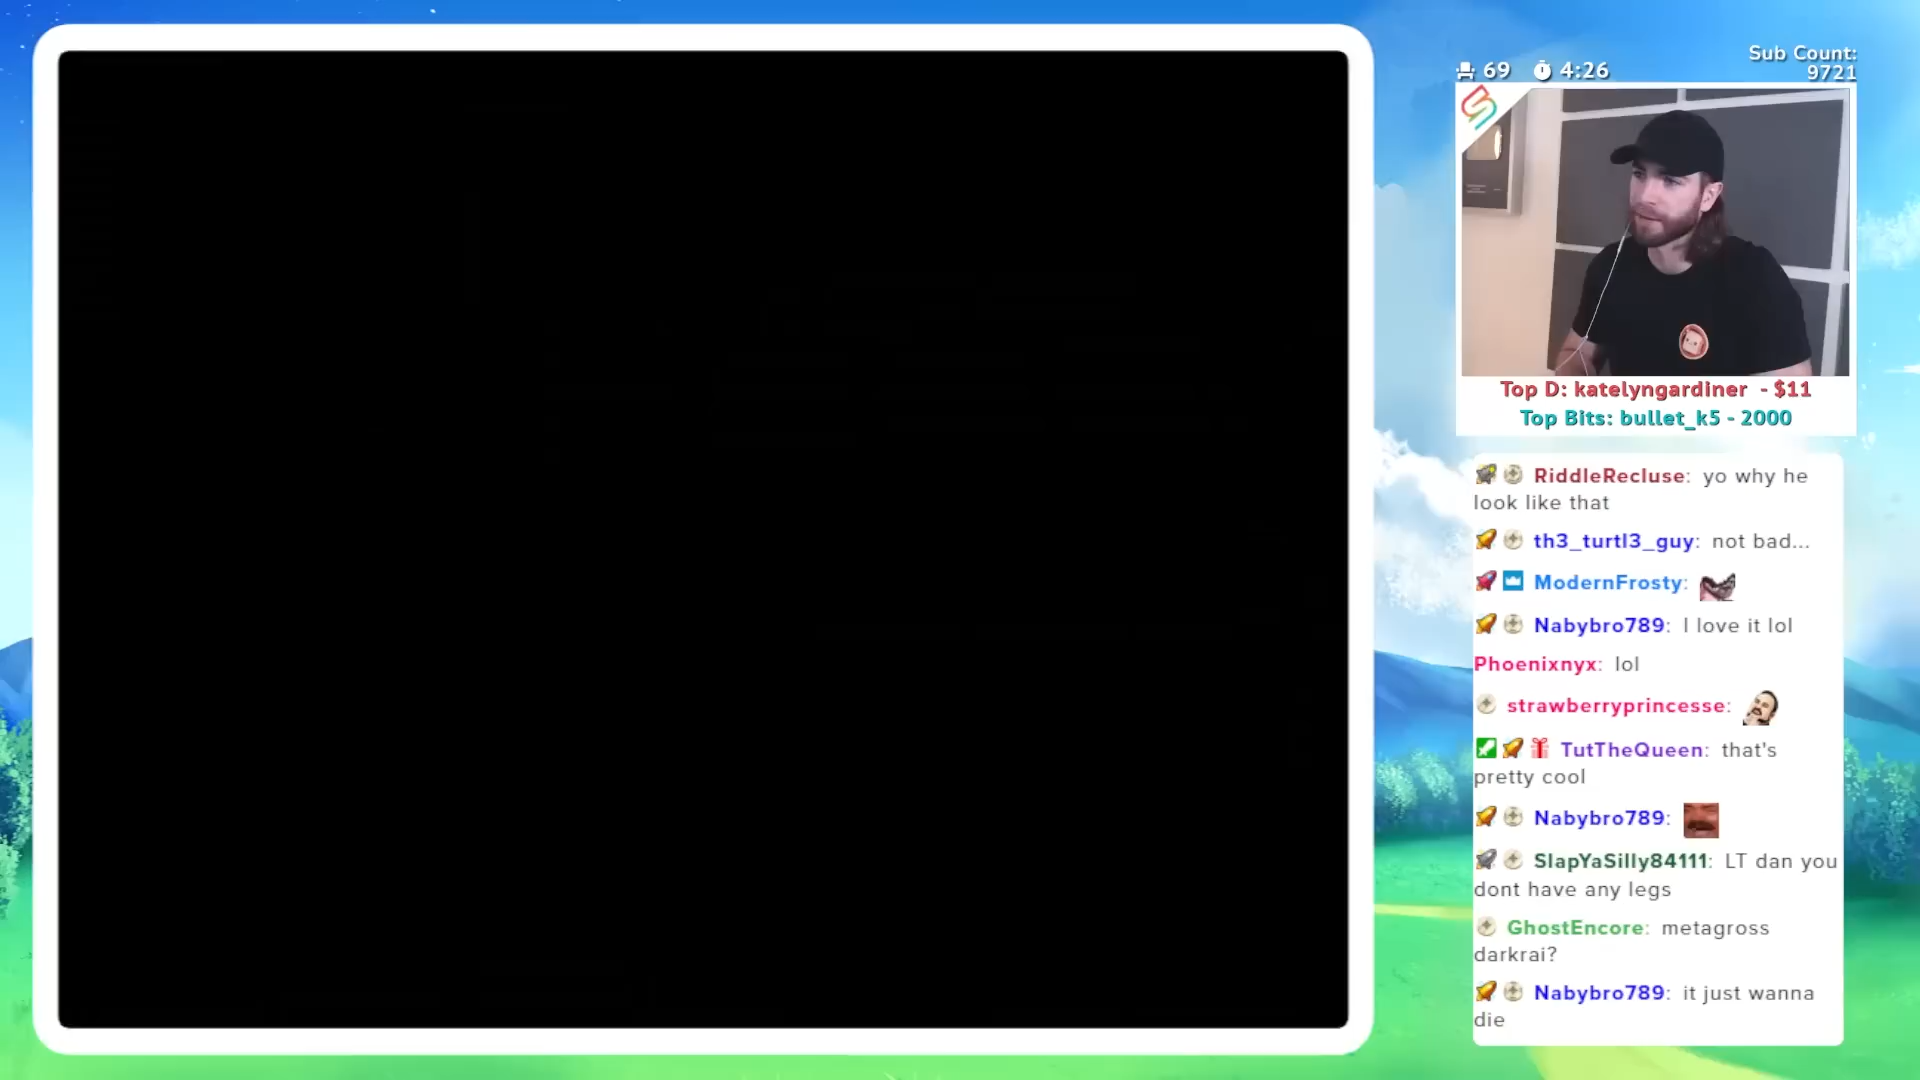 69 4:26
Sub Count:
9721
Top D: katelyngardiner - $11
Top Bits: bullet_k5 - 2000
RiddleRecluse: yo why he
look like that
th3_turtl3_guy: not bad...
ModernFrosty:
Nabybro789: I love it lol
Phoenixnyx: lol
strawberryprincesse:
TutTheQueen: that's
pretty cool
Nabybro789:
SlapYaSilly84111: LT dan you
dont have any legs
GhostEncore: metagross
darkrai?
Nabybro789: it just wanna
die